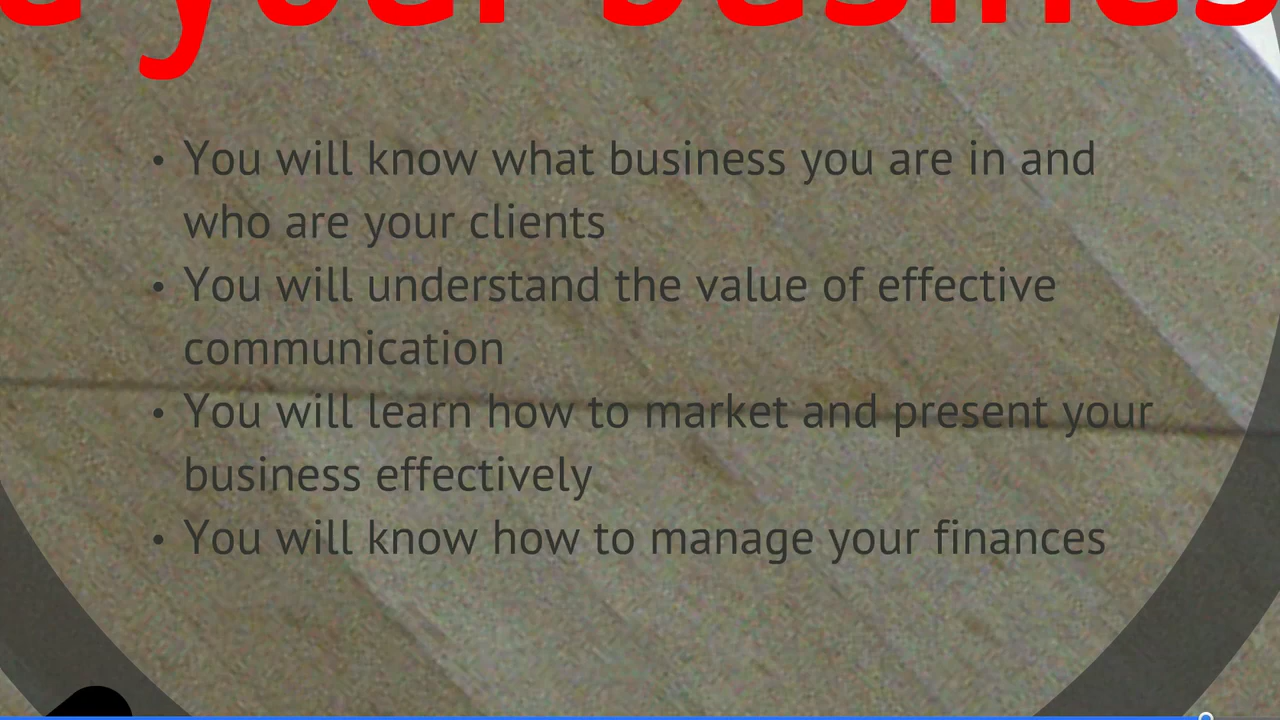 your busines
• You will know what business you are in and
who are your clients
• You will understand the value of effective
communication
• You will learn how to market and present your
business effectively
• You will know how to manage your finances